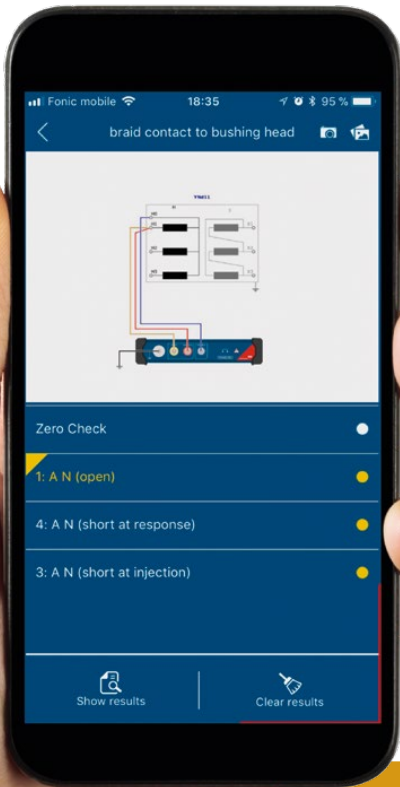 Fonic mobile
18:35
95 %
braid contact to bushing head
Zero Check
1: A N (open)
4: A N (short at response)
3: A N (short at injection)
Show results
Clear results